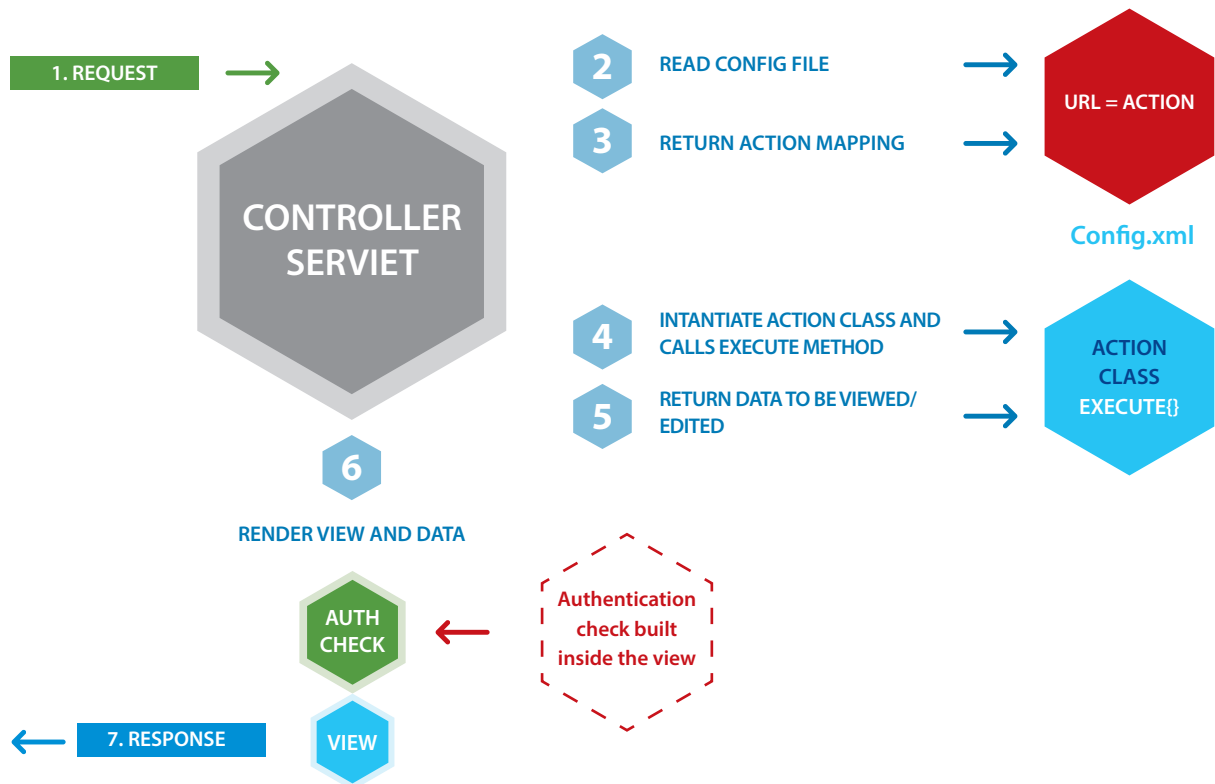 1. REQUEST
2
READ CONFIG FILE
3
RETURN ACTION MAPPING
URL = ACTION
Config.xml
CONTROLLER
SERVIET
4
INTANTIATE ACTION CLASS AND
CALLS EXECUTE METHOD
5
RETURN DATA TO BE VIEWED/
EDITED
ACTION
CLASS
EXECUTE{}
6
RENDER VIEW AND DATA
AUTH
CHECK
Authentication
check built
inside the view
7. RESPONSE
VIEW